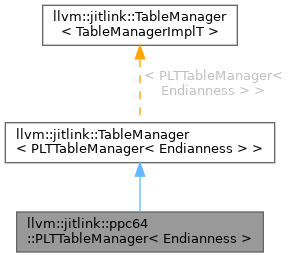 llvm::jitlink::TableManager
< TableManagerImplT >
< PLTTableManager<
Endianness > >
llvm::jitlink::TableManager
< PLTTableManager< Endianness > >
llvm::jitlink::ppc64
::PLTTableManager< Endianness >